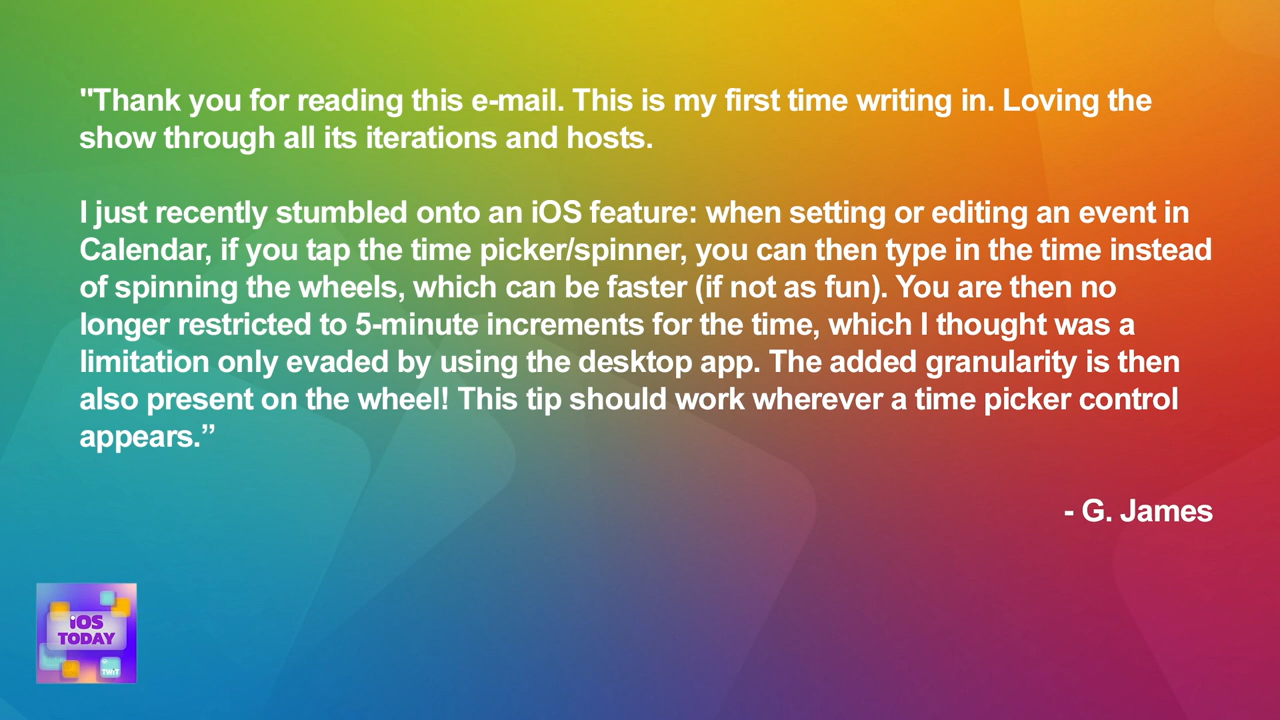 "Thank you for reading this e-mail. This is my first time writing in. Loving the
show through all its iterations and hosts.
I just recently stumbled onto an iOS feature: when setting or editing an event in
Calendar, if you tap the time picker/spinner, you can then type in the time instead
of spinning the wheels, which can be faster (if not as fun). You are then no
longer restricted to 5-minute increments for the time, which I thought was a
limitation only evaded by using the desktop app. The added granularity is then
also present on the wheel! This tip should work wherever a time picker control
appears.”
- G. James
iOS
TODAY
TWiT